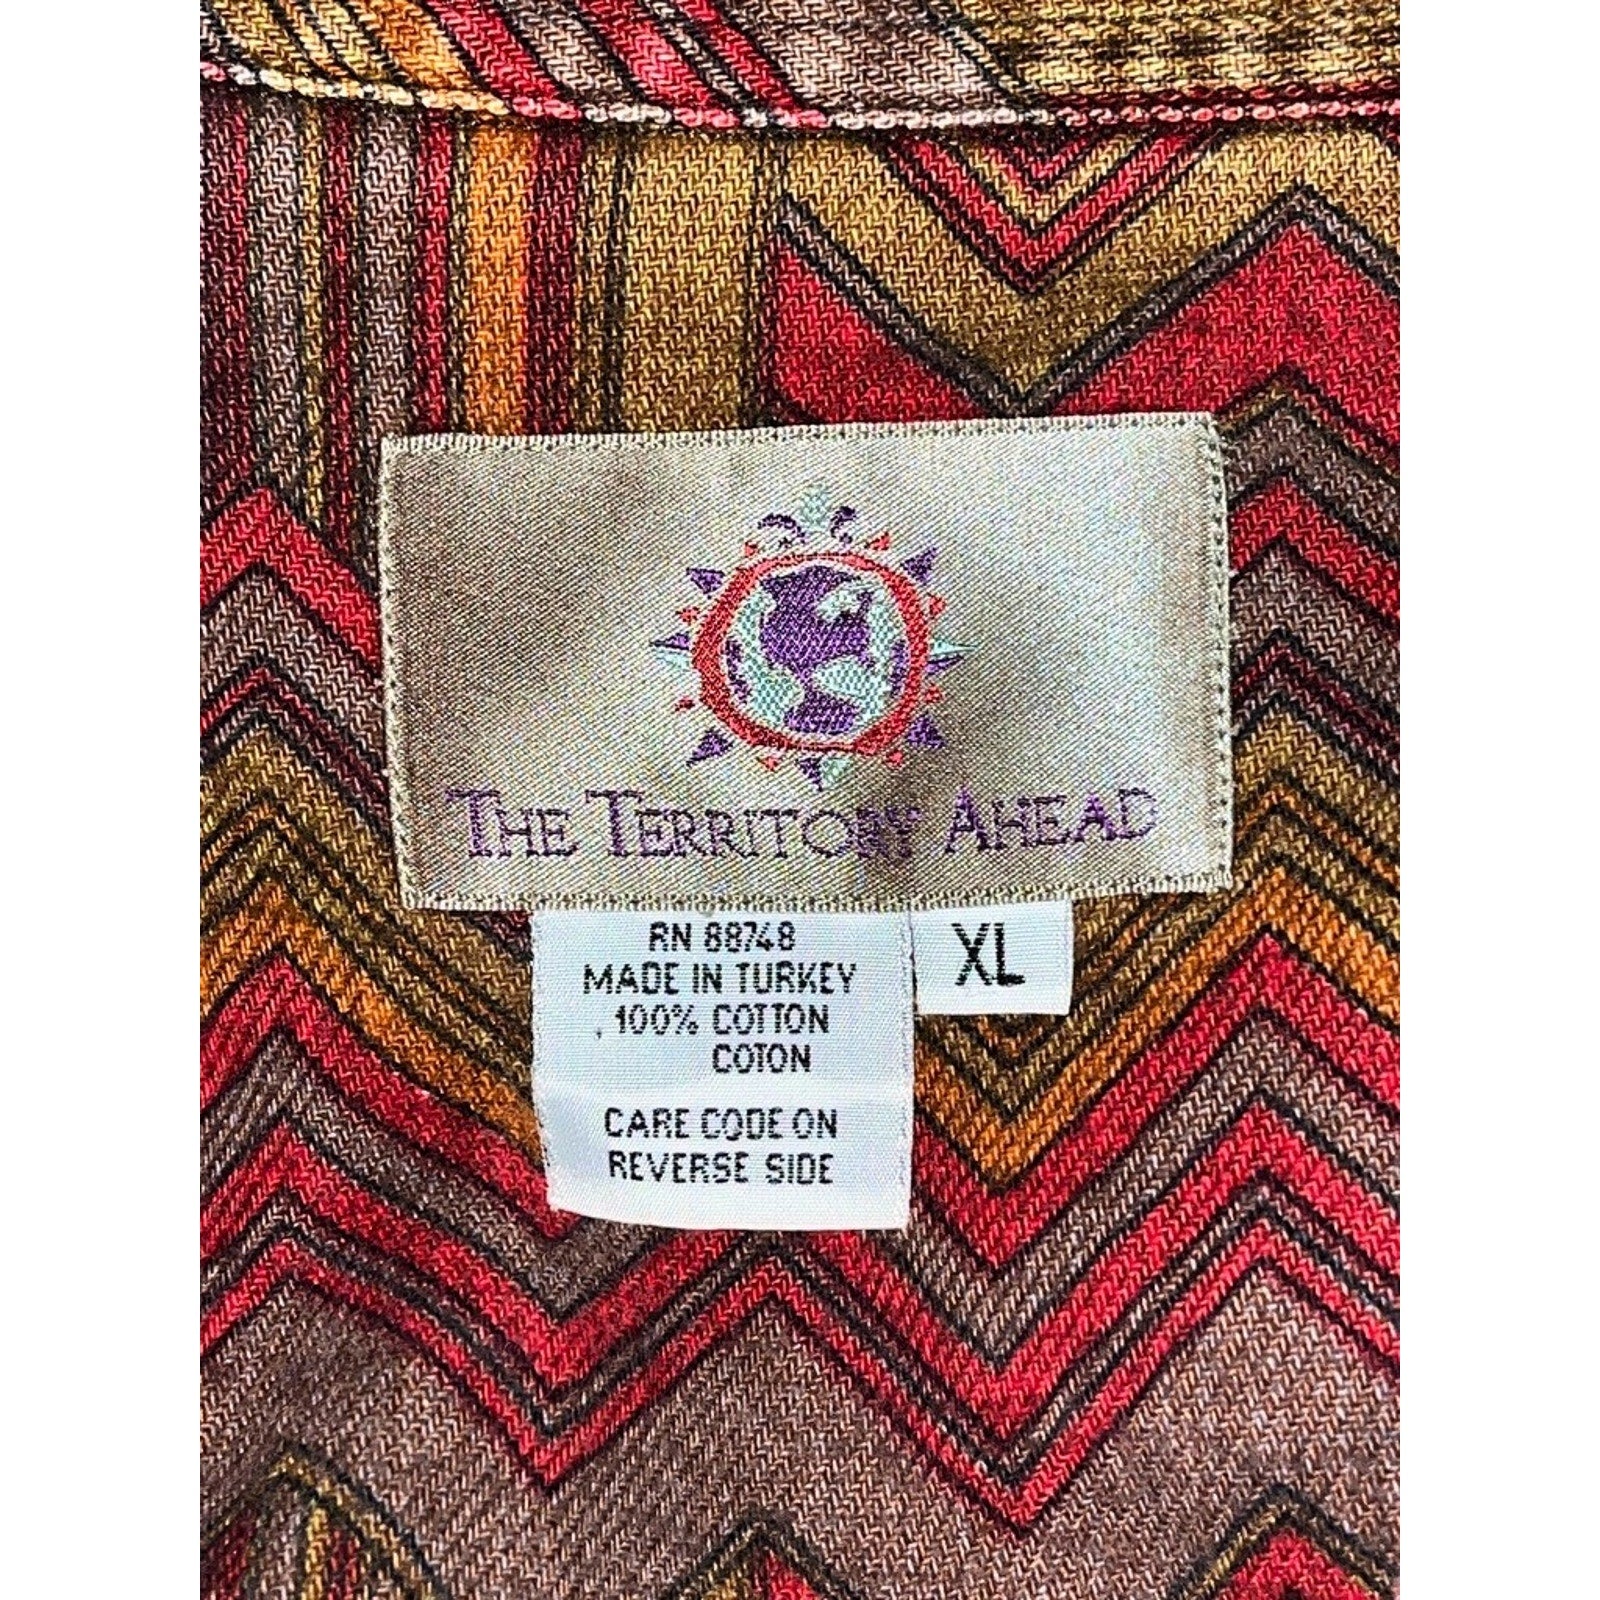 THE TERRITORY AHEAD
RN 88748
MADE IN TURKEY
100% COTTON
COTON
CARE CODE ON
REVERSE SIDE
XL